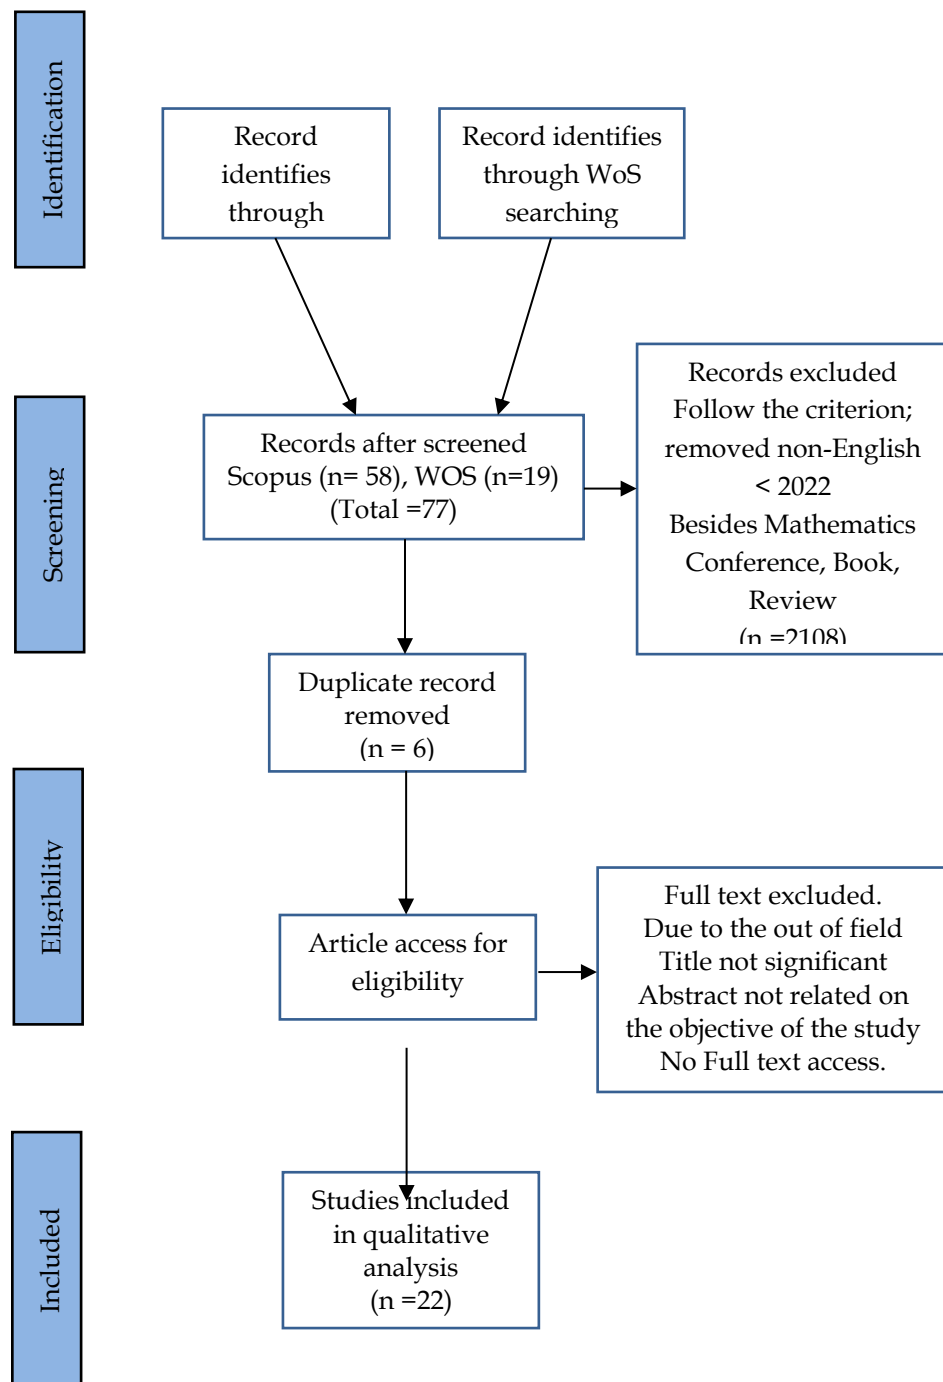 Identification
Record
identifies
through
Record identifies
through WoS
searching
Screening
Records after screened
Scopus (n= 58), WOS (n=19)
(Total =77)
Records excluded
Follow the criterion;
removed non-English
< 2022
Besides Mathematics
Conference, Book,
Review
(n =2108)
Duplicate record
removed
(n = 6)
Eligibility
Article access for
eligibility
Full text excluded.
Due to the out of field
Title not significant
Abstract not related on
the objective of the study
No Full text access.
Included
Studies included
in qualitative
analysis
(n =22)